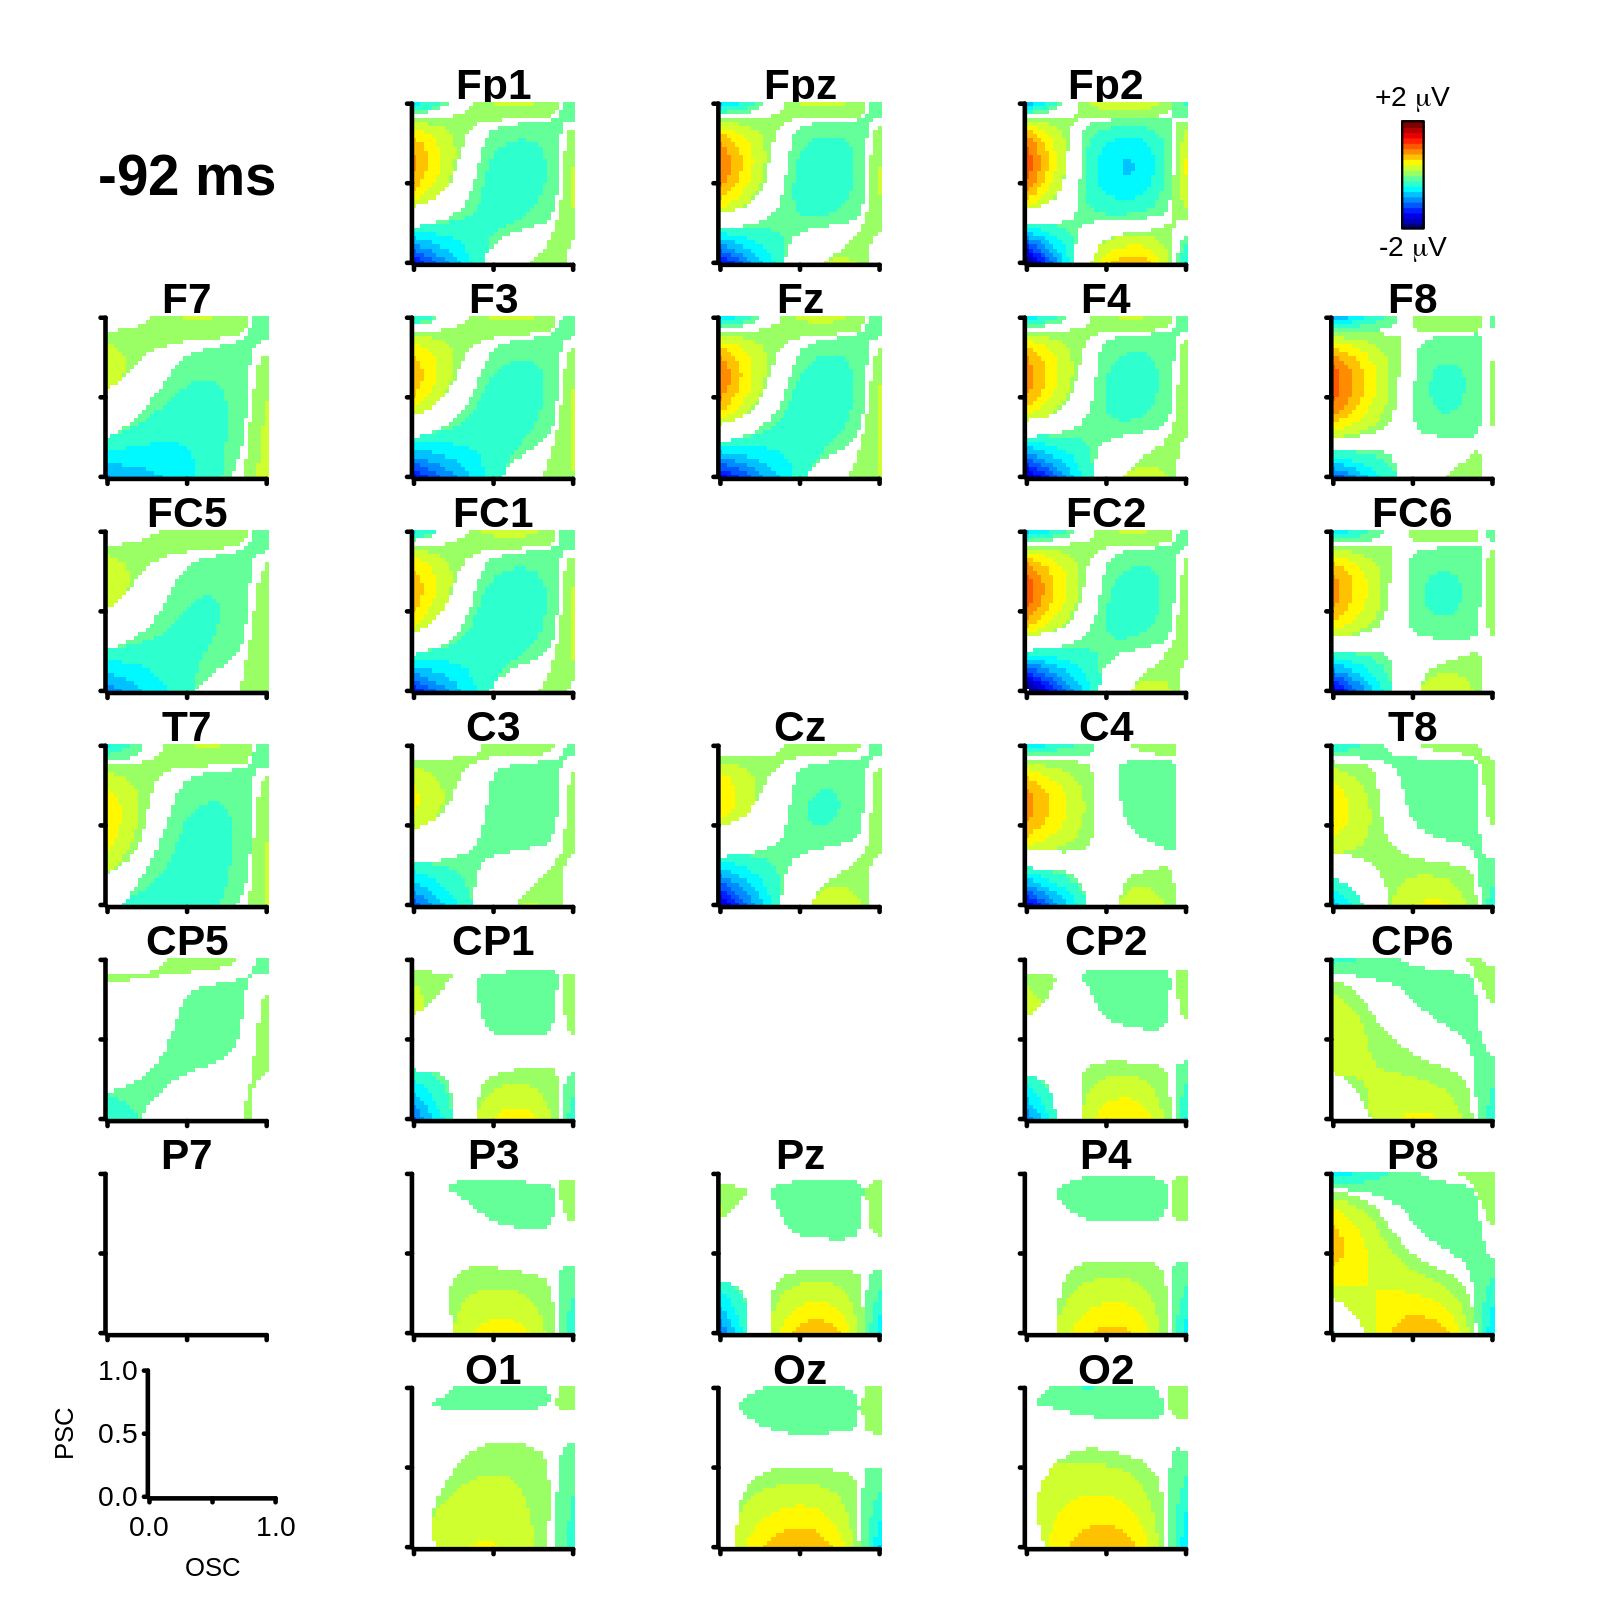 Fp1 Fpz Fp2
+2 µV
-92 ms
-2 µV
F7 F3 Fz F4 F8
FC5 FC1 FC2 FC6
T7 C3 Cz C4 T8
CP5 CP1 CP2 CP6
P7 P3 Pz P4 P8
O1 Oz O2
1.0
PSC
0.5
0.0
0.0 1.0
OSC